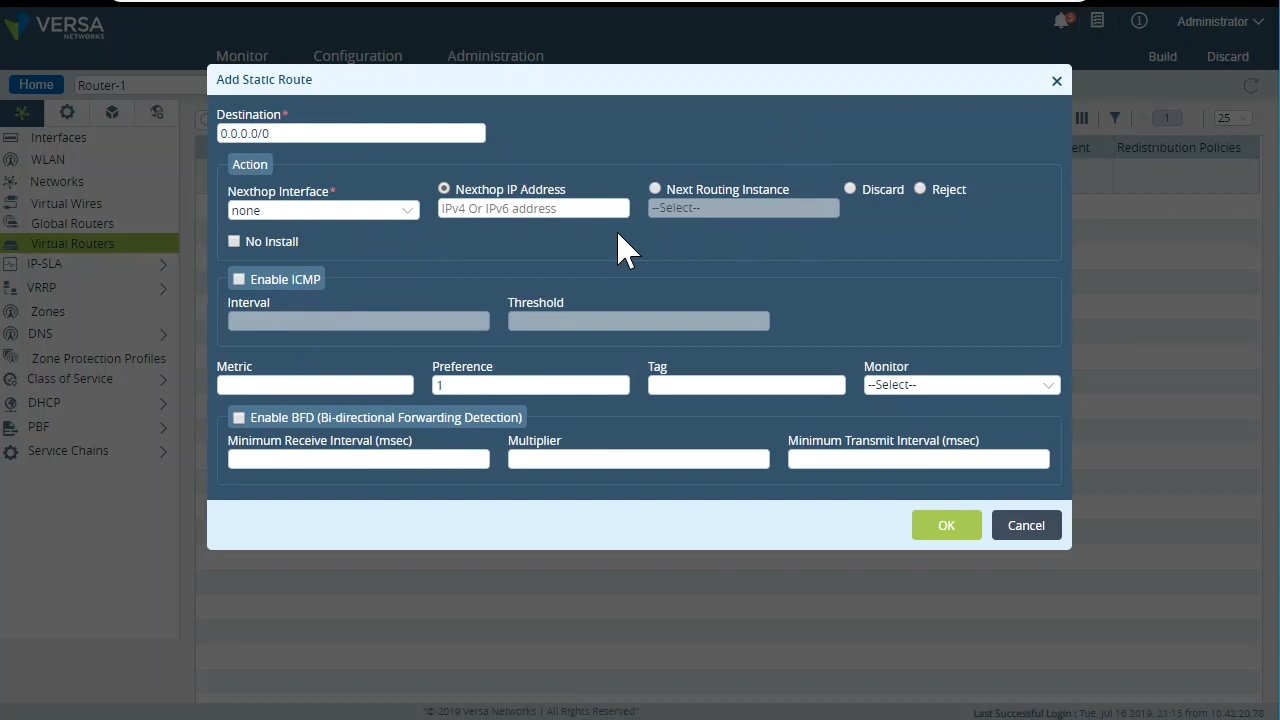 VERSA
NETWORKS
5
Administrator
Monitor
Configuration
Administration
Build
Discard
Home
Router-1
Add Static Route
Destination*
0.0.0.0/0
1
25
ent
Redistribution Policies
Interfaces
WLAN
Networks
Virtual Wires
Global Routers
Virtual Routers
IP-SLA
VRRP
Zones
DNS
Zone Protection Profiles
Class of Service
DHCP
PBF
Service Chains
Action
Nexthop Interface*
none
Nexthop IP Address
IPv4 Or IPv6 address
Next Routing Instance
--Select--
Discard
Reject
No Install
Enable ICMP
Interval
Threshold
Metric
Preference
1
Tag
Monitor
--Select--
Enable BFD (Bi-directional Forwarding Detection)
Minimum Receive Interval (msec)
Multiplier
Minimum Transmit Interval (msec)
OK
Cancel
"© 2019 Versa Networks | All Rights Reserved"
Last Successful Login : Tue, Jul 16 2019, 21:15 from 10.42.20.78